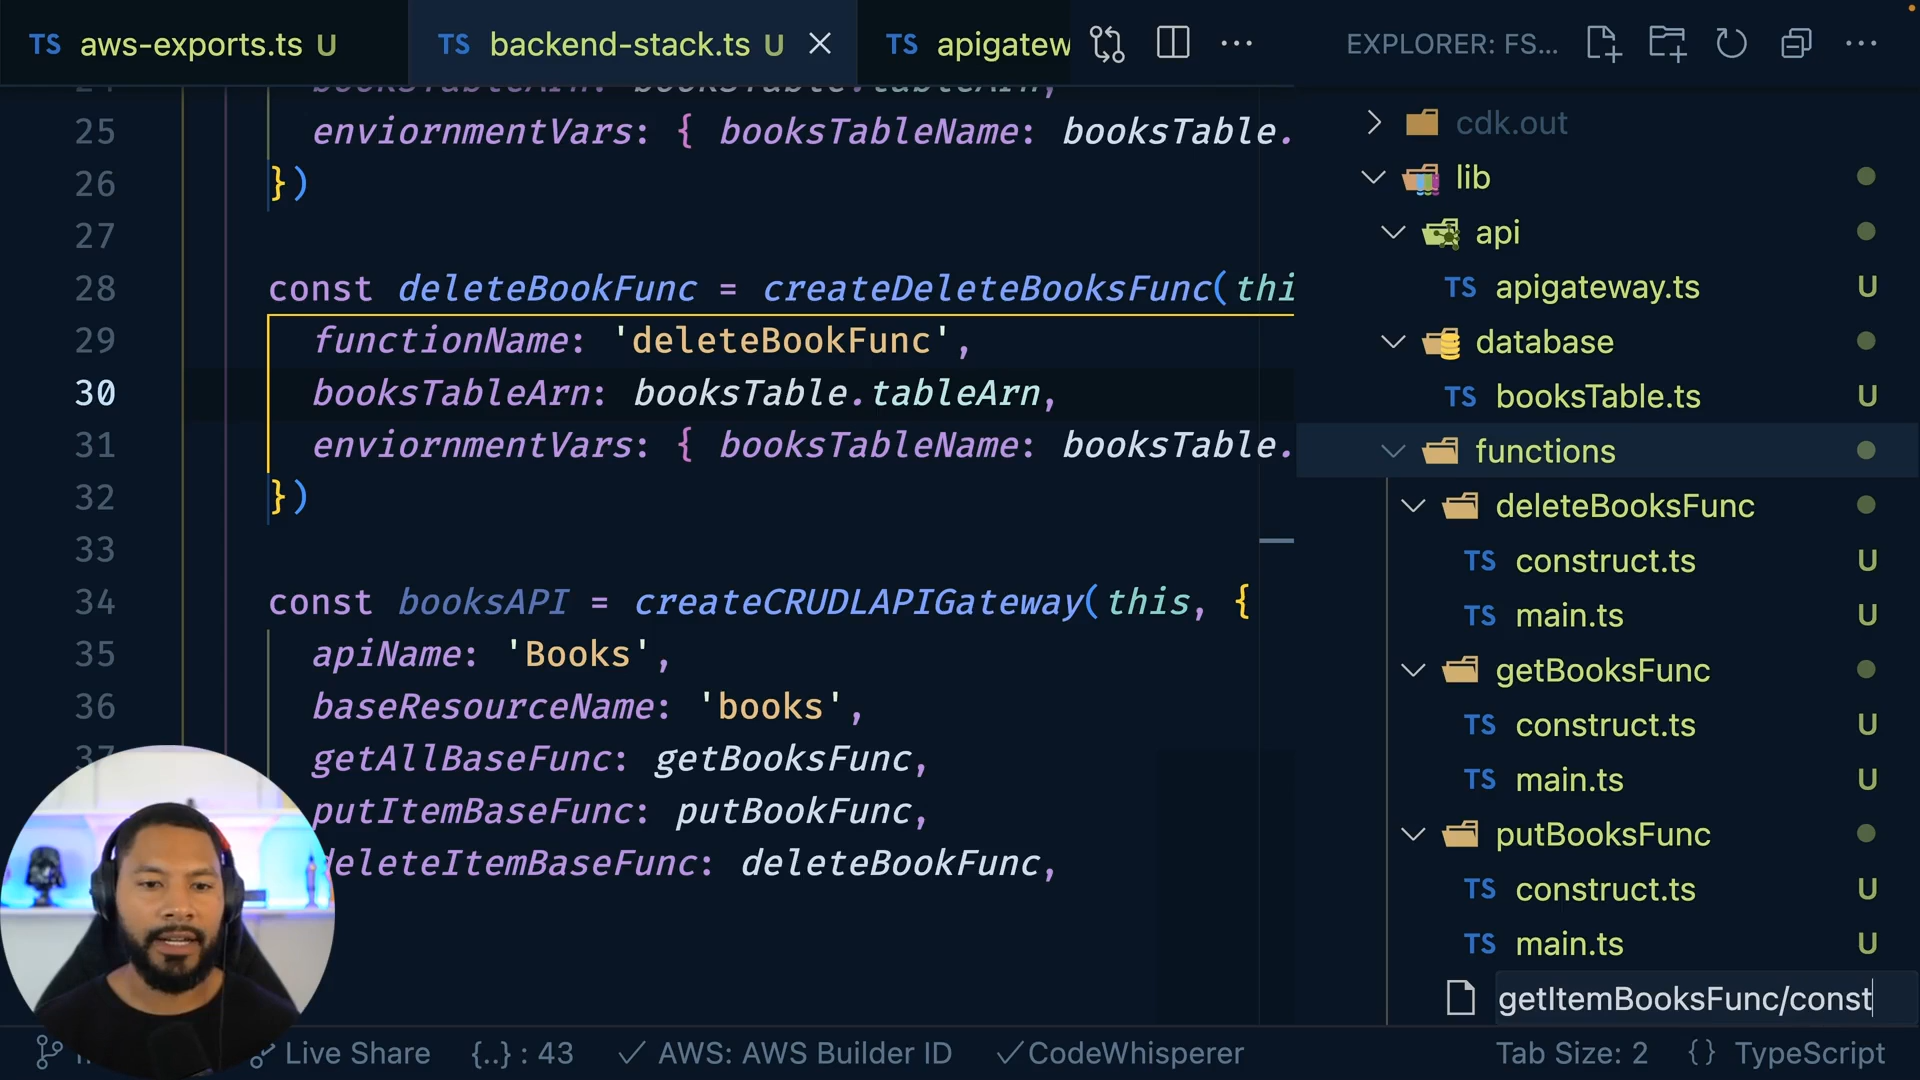 TS aws-exports.ts U
TS backend-stack.ts U
TS apigatew
EXPLORER: FS...
25 enviornmentVars: { booksTableName: booksTable.
26 })
27
28 const deleteBookFunc = createDeleteBooksFunc(thi
29 functionName: 'deleteBookFunc',
30 booksTableArn: booksTable.tableArn,
31 enviornmentVars: { booksTableName: booksTable.
32 })
33
34 const booksAPI = createCRUDLAPIGateway(this, {
35 apiName: 'Books',
36 baseResourceName: 'books',
getAllBaseFunc: getBooksFunc,
putItemBaseFunc: putBookFunc,
deleteItemBaseFunc: deleteBookFunc,
cdk.out
lib
api
TS apigateway.ts U
database
TS booksTable.ts U
functions
deleteBooksFunc
TS construct.ts U
TS main.ts U
getBooksFunc
TS construct.ts U
TS main.ts U
putBooksFunc
TS construct.ts U
TS main.ts U
getItemBooksFunc/const
Live Share
{..} : 43
AWS: AWS Builder ID
CodeWhisperer
Tab Size: 2
{} TypeScript